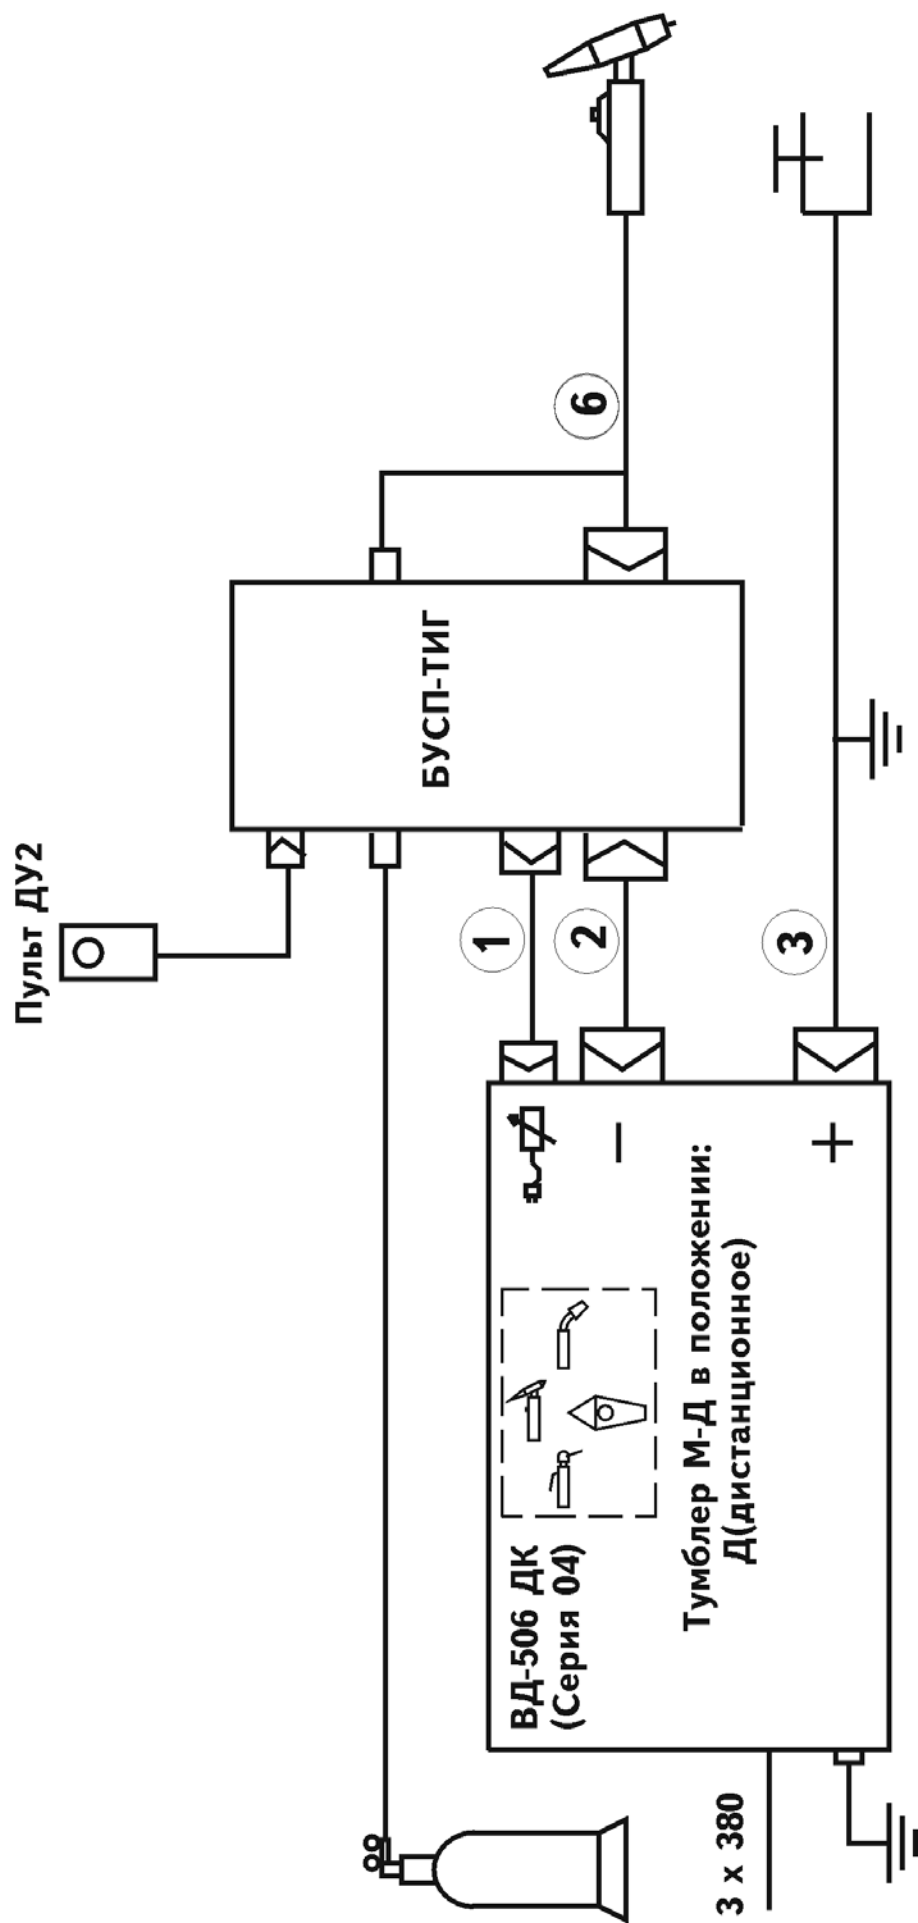 Пульт ДУ2
БУСП-ТИГ
6
1
2
3
ВД-506 ДК
(Серия 04)
Тумблер М-Д в положении:
Д(дистанционное)
−
+
3 x 380